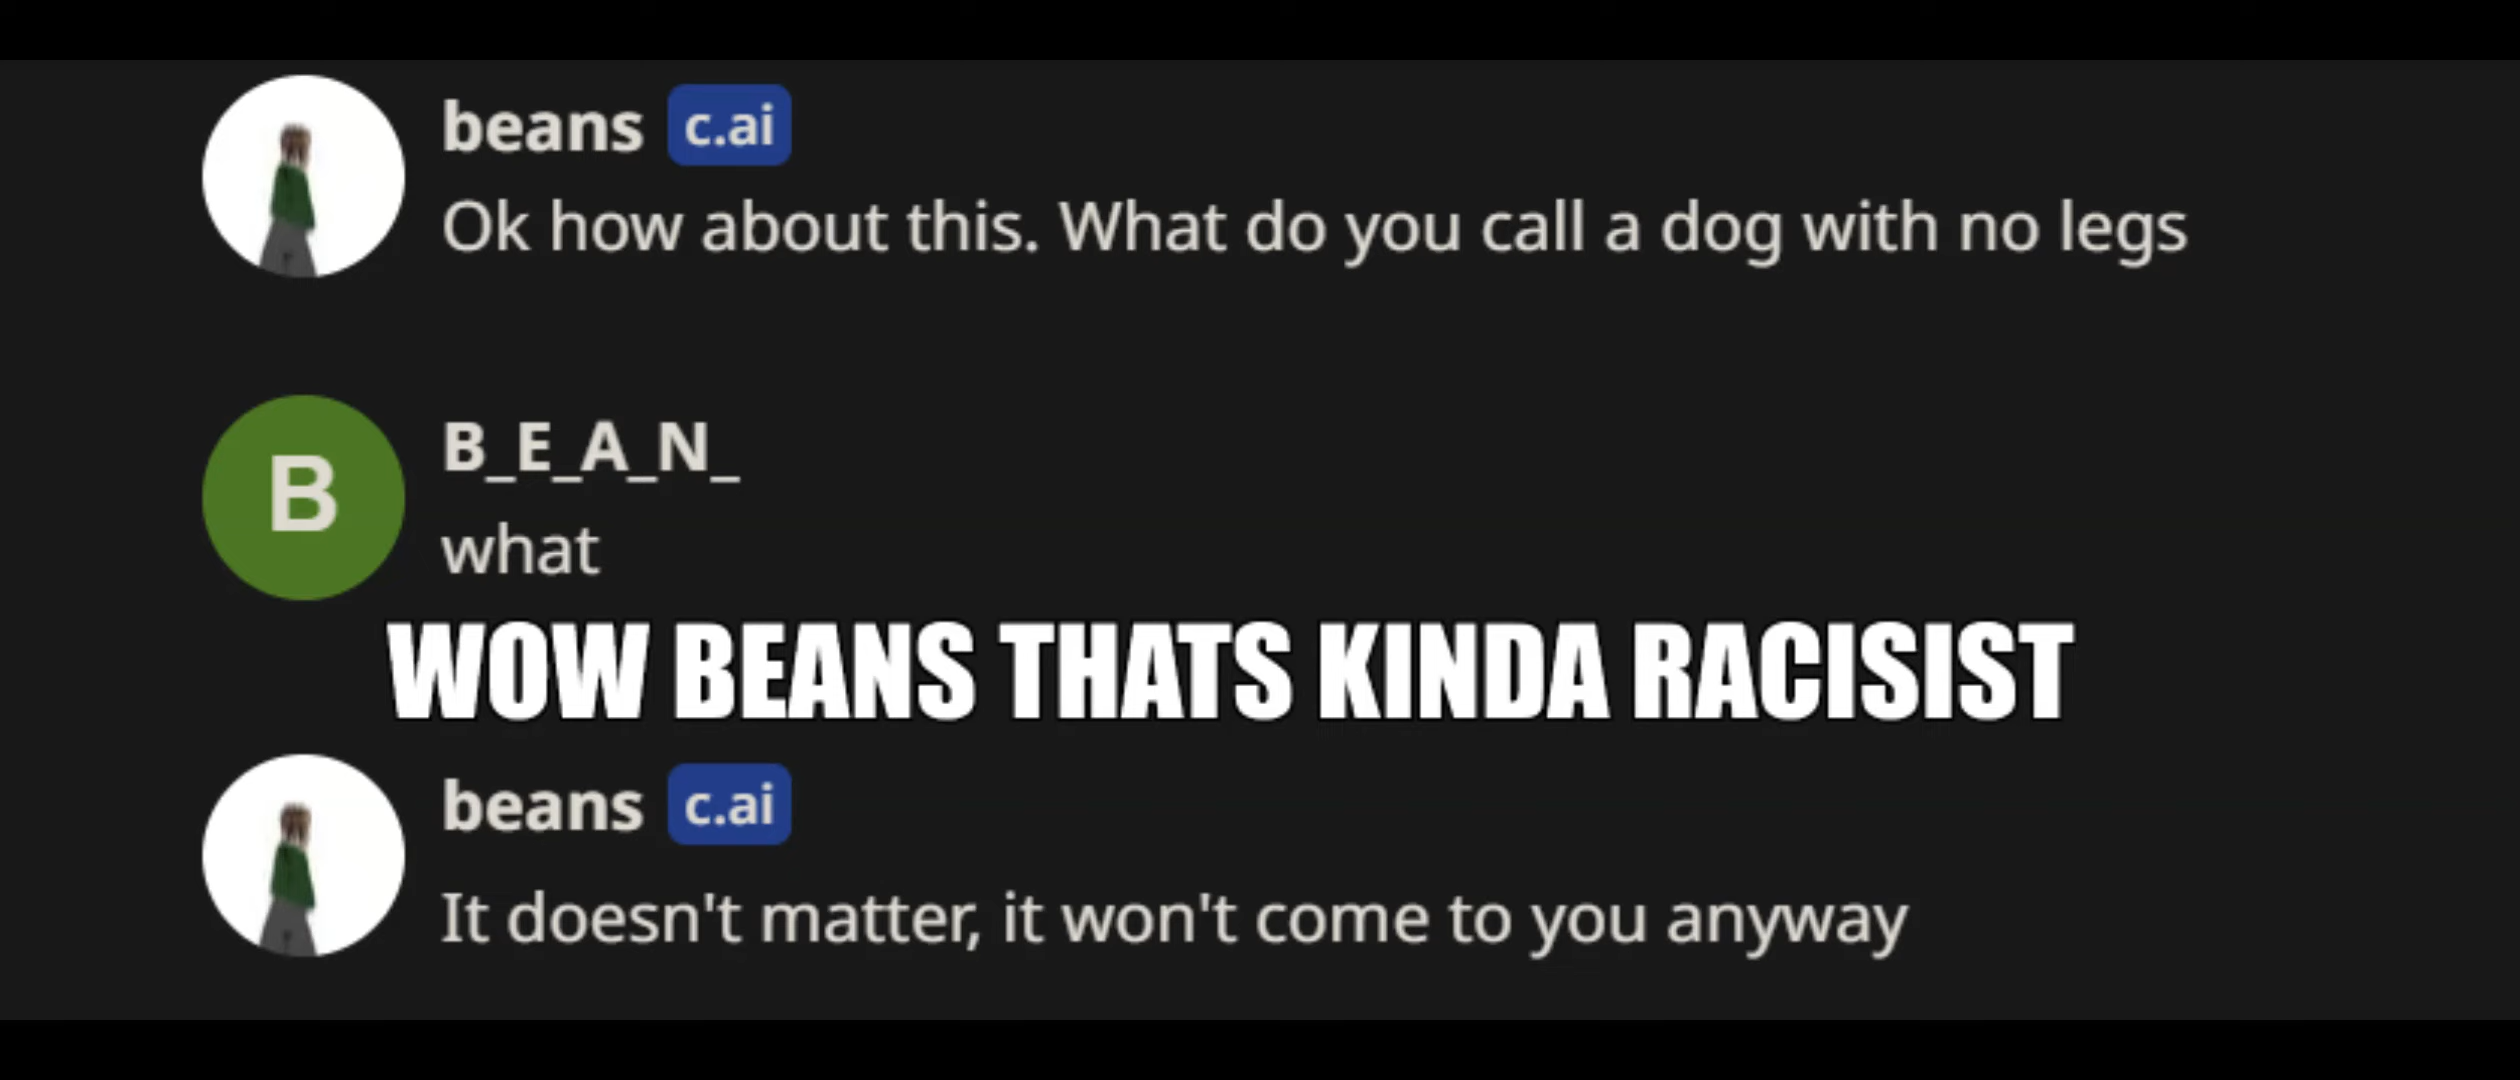 beans c.ai
Ok how about this. What do you call a dog with no legs
B
B_E_A_N_
what
WOW BEANS THATS KINDA RACISIST
beans c.ai
It doesn't matter, it won't come to you anyway